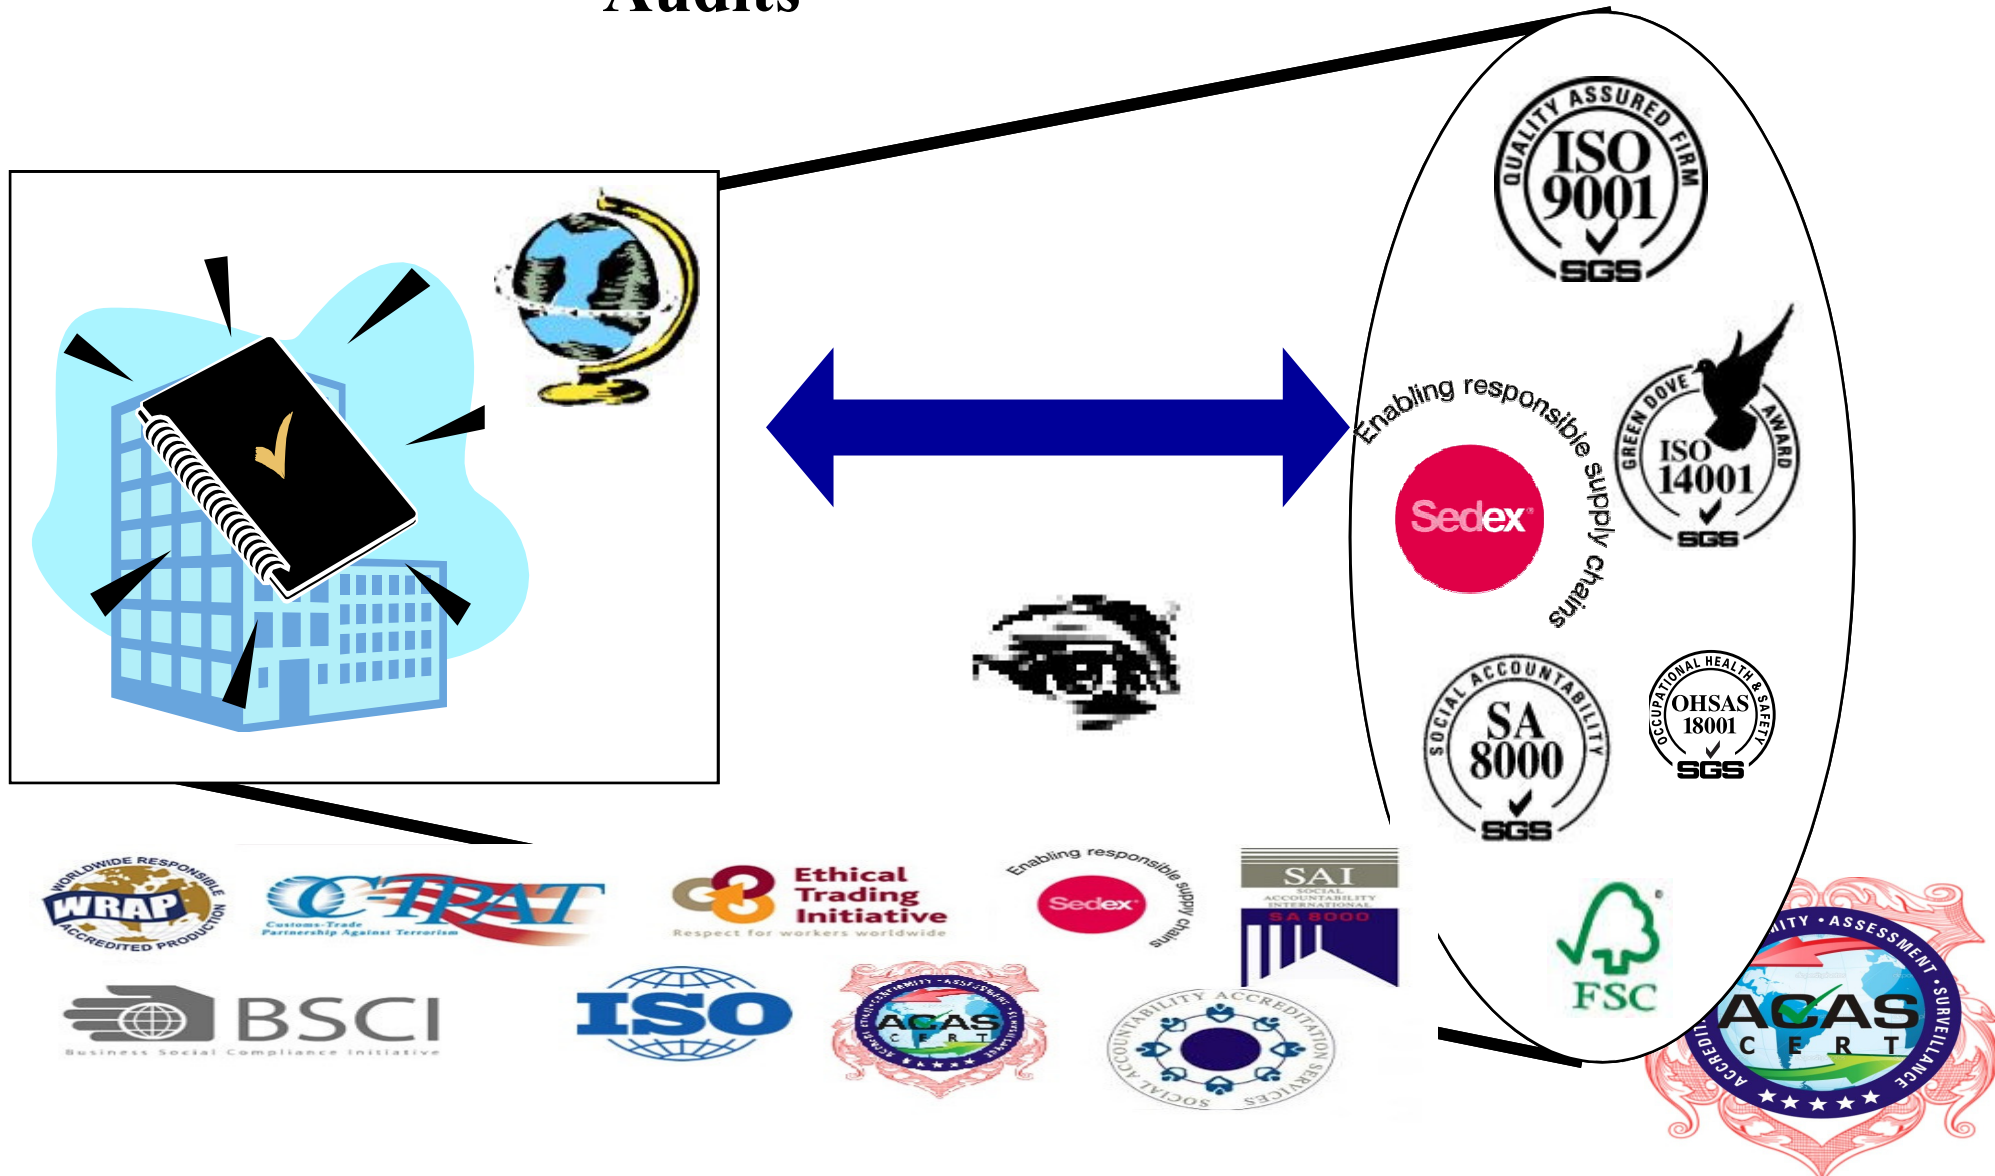 Audits
QUALITY ASSURED FIRM
ISO
9001
SGS
Enabling responsible supply chains
Sedex
GREEN DOVE AWARD
ISO
14001
SGS
SOCIAL ACCOUNTABILITY
SA
8000
SGS
OCCUPATIONAL HEALTH & SAFETY
OHSAS
18001
SGS
WORLDWIDE RESPONSIBLE
WRAP
ACCREDITED PRODUCTION
C-TPAT
Customs-Trade
Partnership Against Terrorism
Ethical
Trading
Initiative
Respect for workers worldwide
Enabling responsible supply chains
Sedex
SAI
SOCIAL
ACCOUNTABILITY
INTERNATIONAL
SA 8000
FSC
BSCI
Business Social Compliance Initiative
ISO
ACAS
CERT
SOCIAL ACCOUNTABILITY ACCREDITATION SERVICES
MITY • ASSESSMENT • SURVEILLANCE
ACAS
CERT